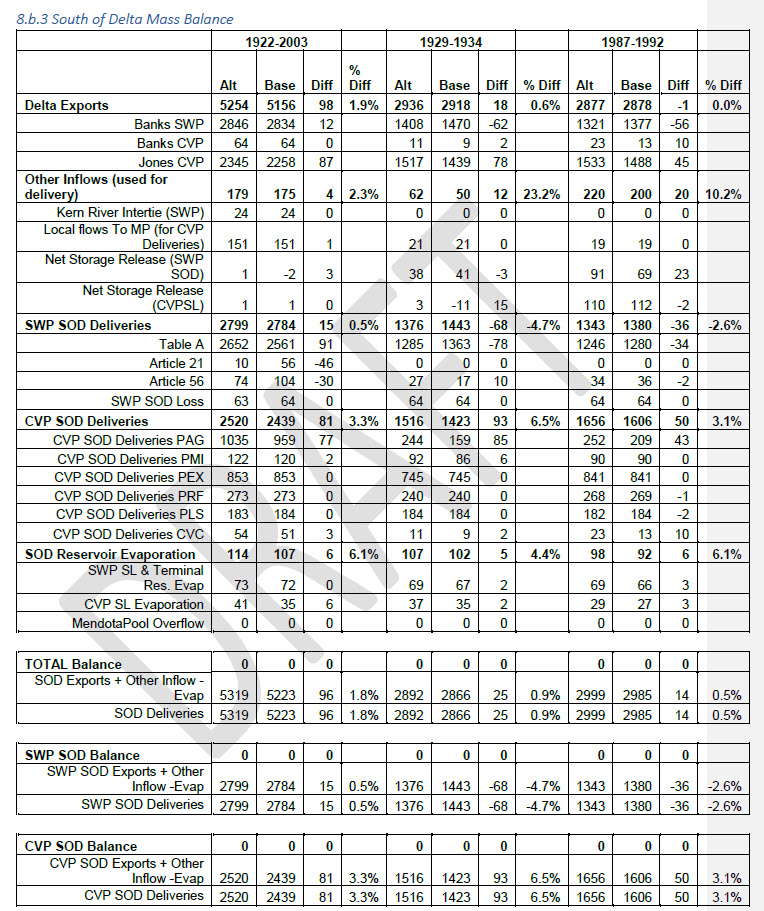 8.b.3 South of Delta Mass Balance
1922-2003 1929-1934 1987-1992
%
Alt Base Diff Diff Alt Base Diff % Diff Alt Base Diff % Diff
Delta Exports 5254 5156 98 1.9% 2936 2918 18 0.6% 2877 2878 -1 0.0%
Banks SWP 2846 2834 12 1408 1470 -62 1321 1377 -56
Banks CVP 64 64 0 11 9 2 23 13 10
Jones CVP 2345 2258 87 1517 1439 78 1533 1488 45
Other Inflows (used for
delivery) 179 175 4 2.3% 62 50 12 23.2% 220 200 20 10.2%
Kern River Intertie (SWP) 24 24 0 0 0 0 0 0 0
Local flows To MP (for CVP
Deliveries) 151 151 1 21 21 0 19 19 0
Net Storage Release (SWP
SOD) 1 -2 3 38 41 -3 91 69 23
Net Storage Release
(CVPSL) 1 1 0 3 -11 15 110 112 -2
SWP SOD Deliveries 2799 2784 15 0.5% 1376 1443 -68 -4.7% 1343 1380 -36 -2.6%
Table A 2652 2561 91 1285 1363 -78 1246 1280 -34
Article 21 10 56 -46 0 0 0 0 0 0
Article 56 74 104 -30 27 17 10 34 36 -2
SWP SOD Loss 63 64 0 64 64 0 64 64 0
CVP SOD Deliveries 2520 2439 81 3.3% 1516 1423 93 6.5% 1656 1606 50 3.1%
CVP SOD Deliveries PAG 1035 959 77 244 159 85 252 209 43
CVP SOD Deliveries PMI 122 120 2 92 86 6 90 90 0
CVP SOD Deliveries PEX 853 853 0 745 745 0 841 841 0
CVP SOD Deliveries PRF 273 273 0 240 240 0 268 269 -1
CVP SOD Deliveries PLS 183 184 0 184 184 0 182 184 -2
CVP SOD Deliveries CVC 54 51 3 11 9 2 23 13 10
SOD Reservoir Evaporation 114 107 6 6.1% 107 102 5 4.4% 98 92 6 6.1%
SWP SL & Terminal
Res. Evap 73 72 0 69 67 2 69 66 3
CVP SL Evaporation 41 35 6 37 35 2 29 27 3
MendotaPool Overflow 0 0 0 0 0 0 0 0 0
TOTAL Balance 0 0 0 0 0 0 0 0 0
SOD Exports + Other Inflow -
Evap 5319 5223 96 1.8% 2892 2866 25 0.9% 2999 2985 14 0.5%
SOD Deliveries 5319 5223 96 1.8% 2892 2866 25 0.9% 2999 2985 14 0.5%
SWP SOD Balance 0 0 0 0 0 0 0 0 0
SWP SOD Exports + Other
Inflow -Evap 2799 2784 15 0.5% 1376 1443 -68 -4.7% 1343 1380 -36 -2.6%
SWP SOD Deliveries 2799 2784 15 0.5% 1376 1443 -68 -4.7% 1343 1380 -36 -2.6%
CVP SOD Balance 0 0 0 0 0 0 0 0 0
CVP SOD Exports + Other
Inflow -Evap 2520 2439 81 3.3% 1516 1423 93 6.5% 1656 1606 50 3.1%
CVP SOD Deliveries 2520 2439 81 3.3% 1516 1423 93 6.5% 1656 1606 50 3.1%
DRAFT